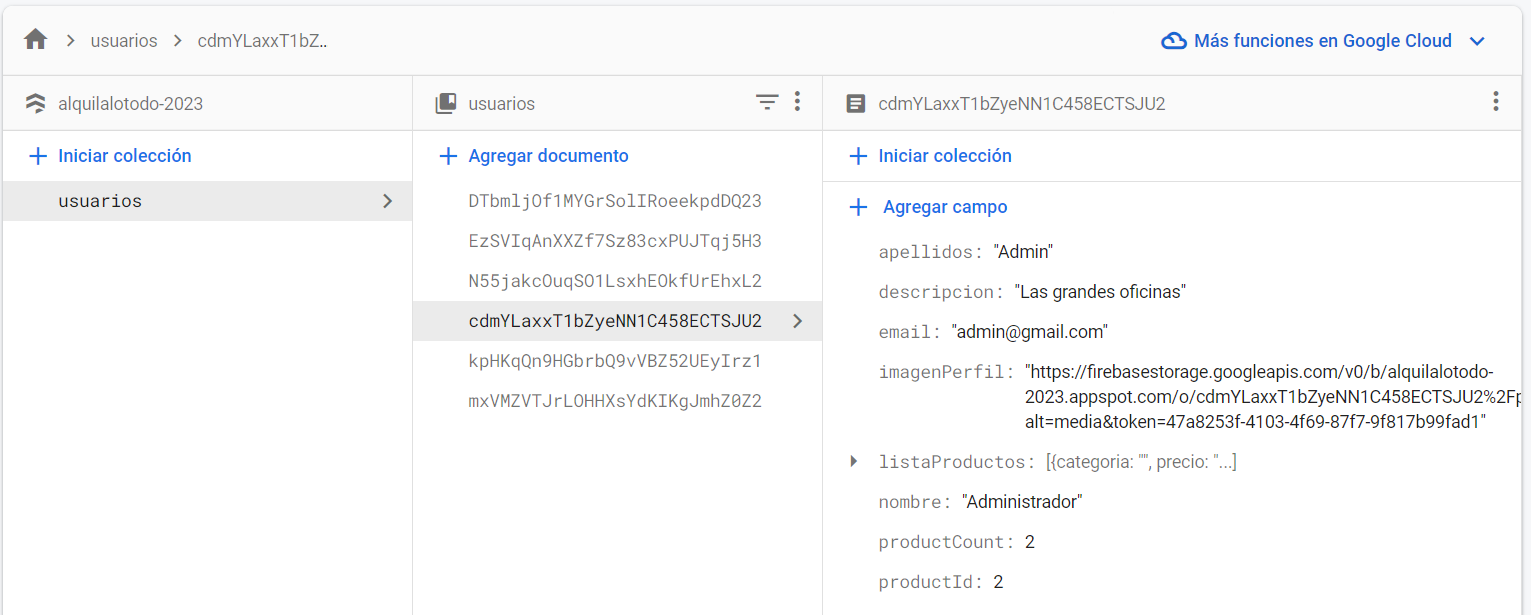 usuarios
cdmYLaxxT1bZ..
Más funciones en Google Cloud
alquilalotodo-2023
usuarios
cdmYLaxxT1bZyeNN1C458ECTSJU2
Iniciar colección
Agregar documento
Iniciar colección
usuarios
DTbmljOf1MYGrSolIRoeekpdDQ23
EzSVIqAnXXZf7Sz83cxPUJTqj5H3
N55jakcOuqSO1LsxhEOkfUrEhxL2
cdmYLaxxT1bZyeNN1C458ECTSJU2
kpHKqQn9HGbrbQ9vVBZ52UEyIrz1
mxVMZVTJrLOHHXsYdKIKgJmhZ0Z2
Agregar campo
apellidos: "Admin"
descripcion: "Las grandes oficinas"
email: "admin@gmail.com"
imagenPerfil: "https://firebasestorage.googleapis.com/v0/b/alquilalotodo-
2023.appspot.com/o/cdmYLaxxT1bZyeNN1C458ECTSJU2%2Fp
alt=media&token=47a8253f-4103-4f69-87f7-9f817b99fad1"
listaProductos: [{categoria: "", precio: "...]
nombre: "Administrador"
productCount: 2
productId: 2